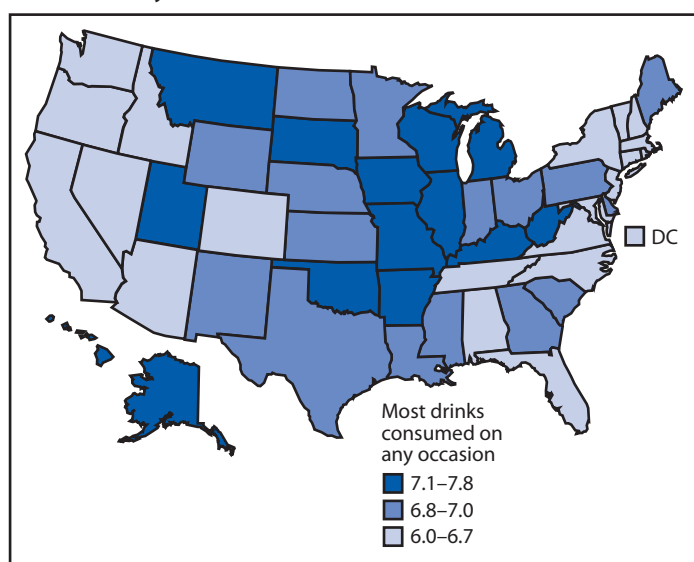 DC
Most drinks
consumed on
any occasion
7.1–7.8
6.8–7.0
6.0–6.7